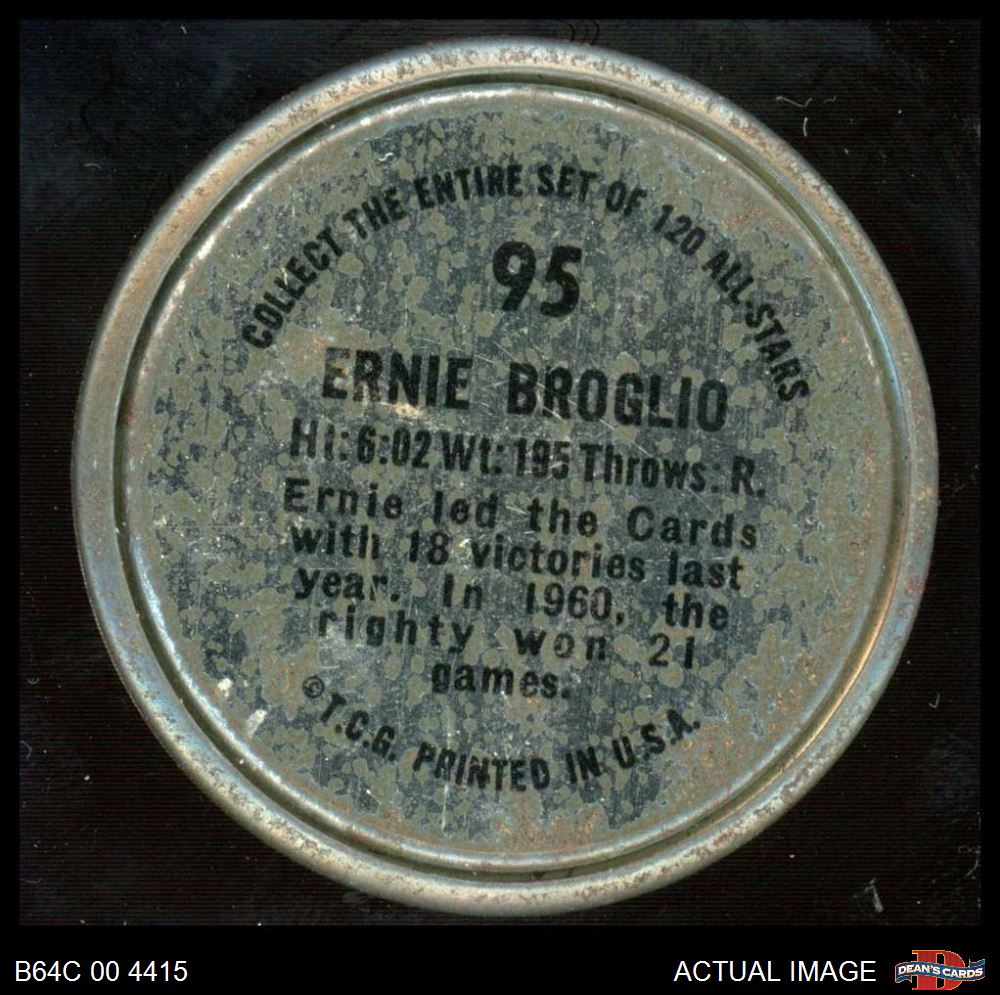 COLLECT THE ENTIRE SET OF 120 ALL-STARS
95
ERNIE BROGLIO
Ht: 6:02 Wt: 195 Throws: R.
Ernie led the Cards
with 18 victories last
year. In 1960, the
righty won 21
games.
© T.C.G. PRINTED IN U.S.A.
B64C 00 4415
ACTUAL IMAGE
D
DEAN'S CARDS